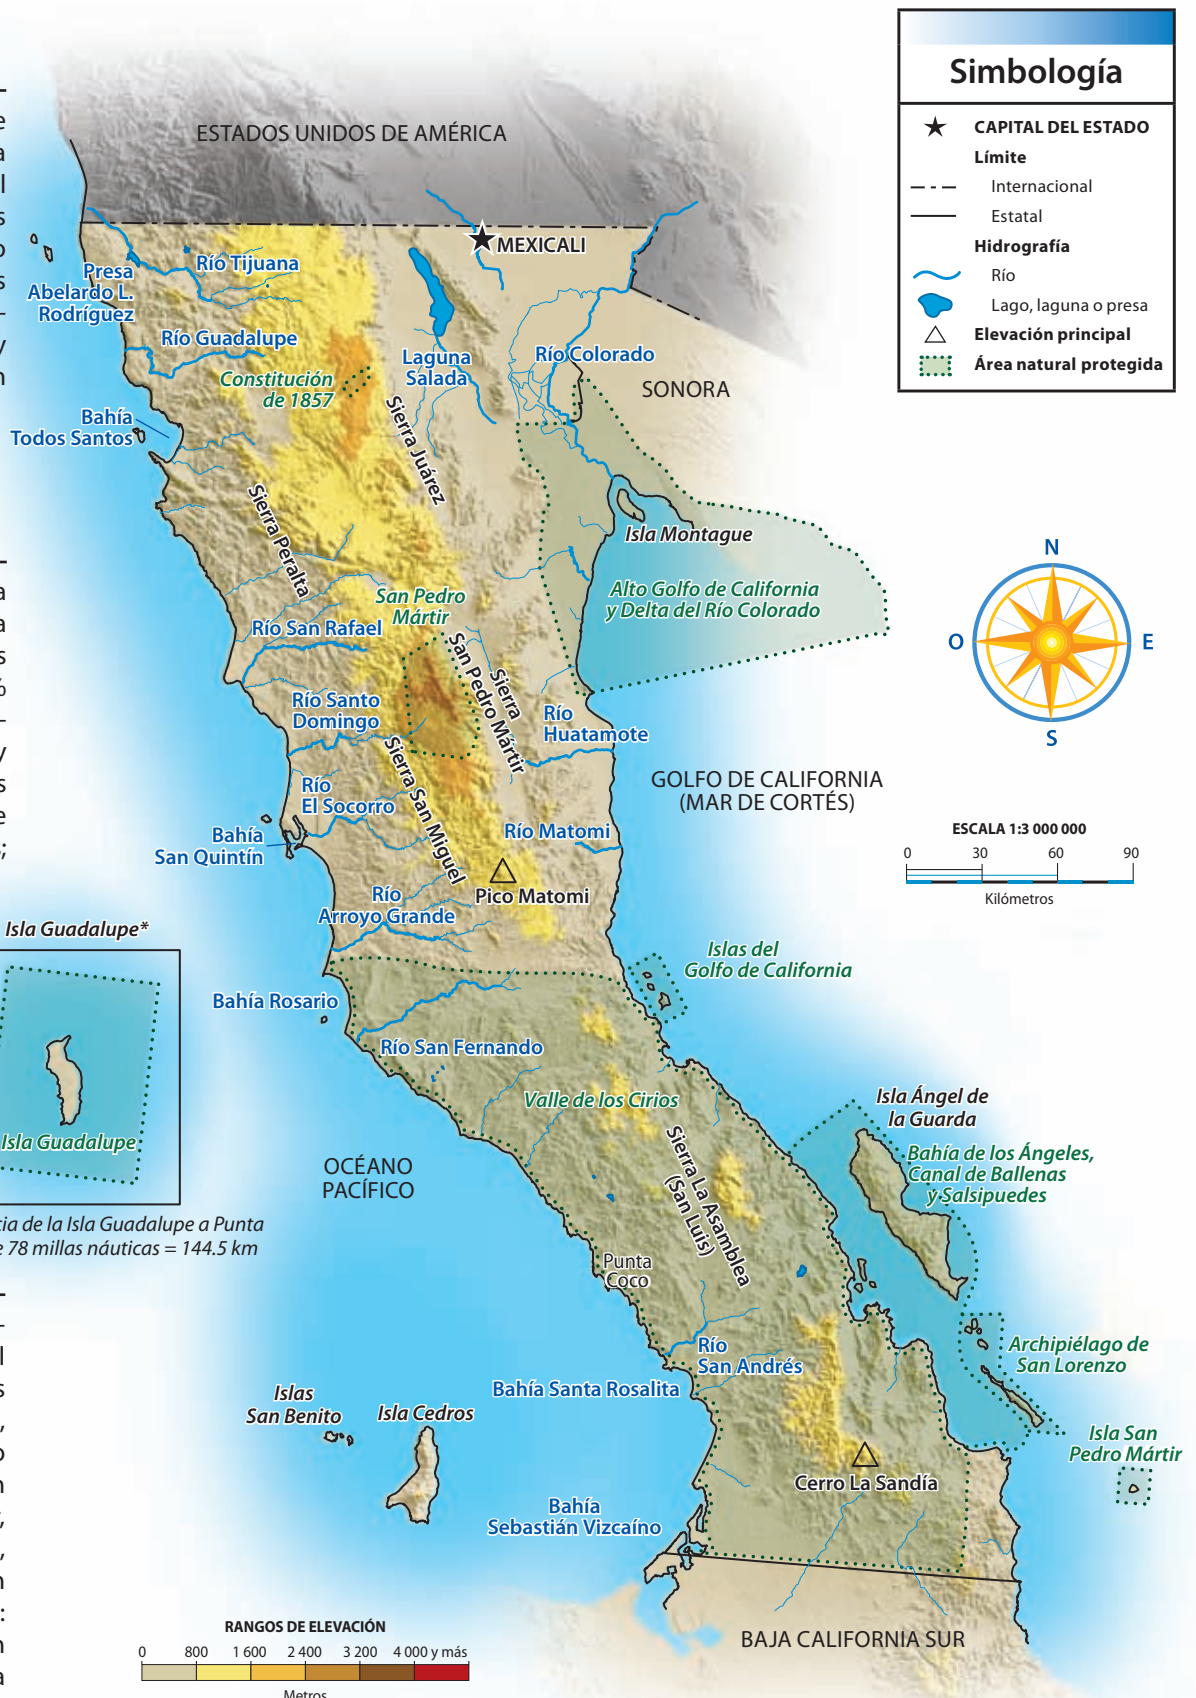 Simbología
CAPITAL DEL ESTADO
Límite
Internacional
Estatal
Hidrografía
Río
Lago, laguna o presa
Elevación principal
Área natural protegida
ESTADOS UNIDOS DE AMÉRICA
MEXICALI
Río Tijuana
Presa
Abelardo L.
Rodríguez
Río Guadalupe
Laguna
Salada
Río Colorado
Constitución
de 1857
SONORA
Bahía
Todos Santos
Sierra Juárez
Sierra Peralta
Isla Montague
Alto Golfo de California
y Delta del Río Colorado
San Pedro
Mártir
Río San Rafael
Sierra
San Pedro Mártir
Río Santo
Domingo
Río
Huatamote
N
O
E
S
Sierra San Miguel
GOLFO DE CALIFORNIA
(MAR DE CORTÉS)
Río
El Socorro
Bahía
San Quintín
Río Matomi
ESCALA 1:3 000 000
0 30 60 90
Kilómetros
Pico Matomi
Río
Arroyo Grande
Isla Guadalupe*
Islas del
Golfo de California
Bahía Rosario
Río San Fernando
Valle de los Cirios
Isla Guadalupe
Isla Ángel de
la Guarda
Bahía de los Ángeles,
Canal de Ballenas
y Salsipuedes
OCÉANO
PACÍFICO
Sierra La Asamblea
(San Luis)
cia de la Isla Guadalupe a Punta
e 78 millas náuticas = 144.5 km
Punta
Coco
Río
San Andrés
Archipiélago de
San Lorenzo
Bahía Santa Rosalita
Islas
San Benito
Isla Cedros
Isla San
Pedro Mártir
Cerro La Sandía
Bahía
Sebastián Vizcaíno
BAJA CALIFORNIA SUR
RANGOS DE ELEVACIÓN
0 800 1 600 2 400 3 200 4 000 y más
Metros